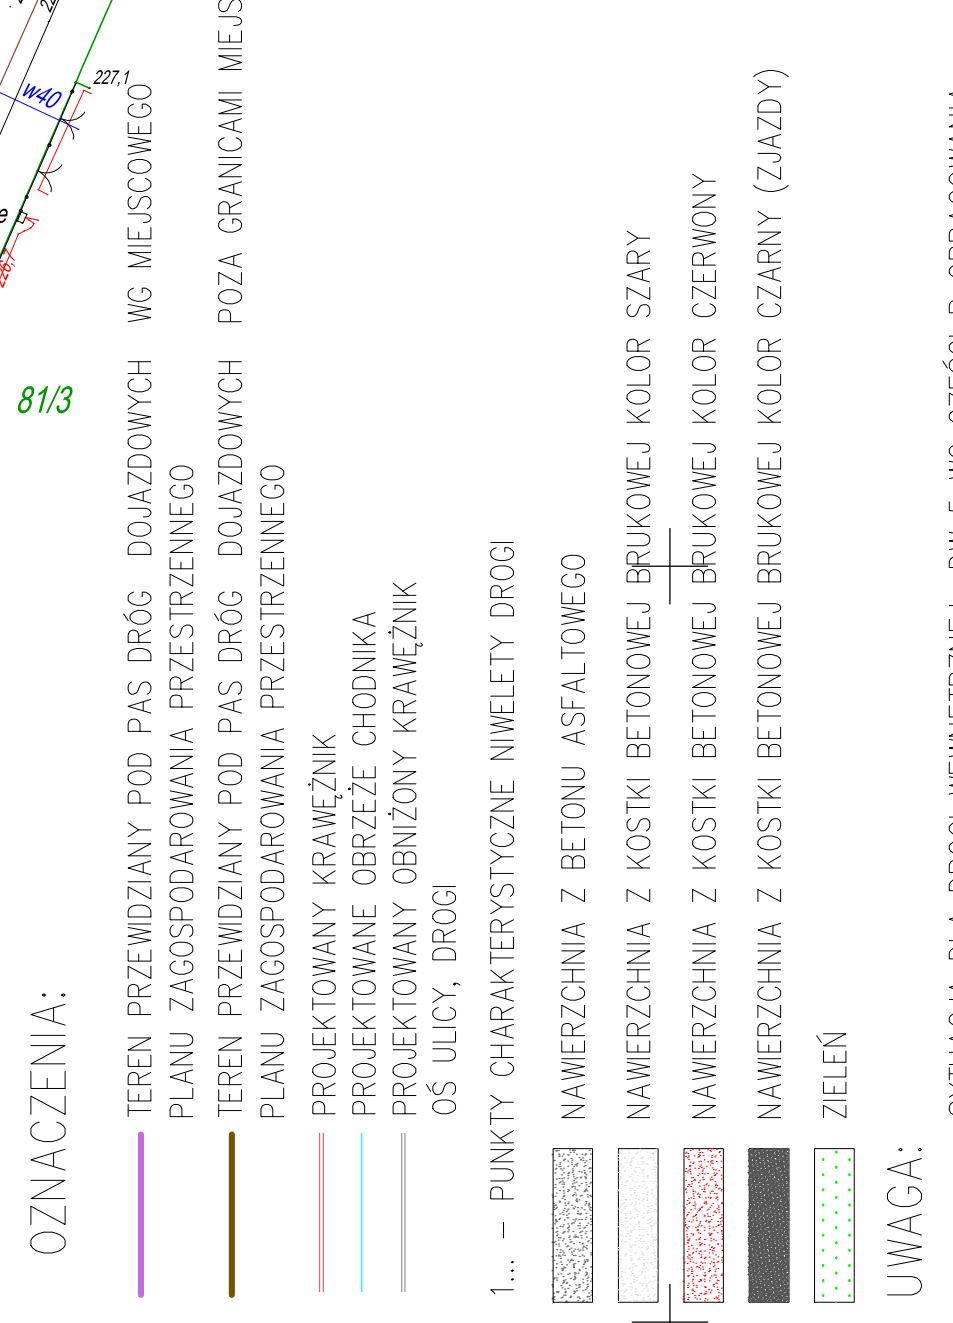 227,1
w40
226,7
81/3
OZNACZENIA:
TEREN PRZEWIDZIANY POD PAS DRÓG DOJAZDOWYCH WG MIEJSCOWEGO
PLANU ZAGOSPODAROWANIA PRZESTRZENNEGO
TEREN PRZEWIDZIANY POD PAS DRÓG DOJAZDOWYCH POZA GRANICAMI MIEJS
PLANU ZAGOSPODAROWANIA PRZESTRZENNEGO
PROJEKTOWANY KRAWĘŻNIK
PROJEKTOWANE OBRZEŻE CHODNIKA
PROJEKTOWANY OBNIŻONY KRAWĘŻNIK
OŚ ULICY, DROGI
1... – PUNKTY CHARAKTERYSTYCZNE NIWELETY DROGI
NAWIERZCHNIA Z BETONU ASFALTOWEGO
NAWIERZCHNIA Z KOSTKI BETONOWEJ BRUKOWEJ KOLOR SZARY
NAWIERZCHNIA Z KOSTKI BETONOWEJ BRUKOWEJ KOLOR CZERWONY
NAWIERZCHNIA Z KOSTKI BETONOWEJ BRUKOWEJ KOLOR CZARNY (ZJAZDY)
ZIELEŃ
UWAGA: